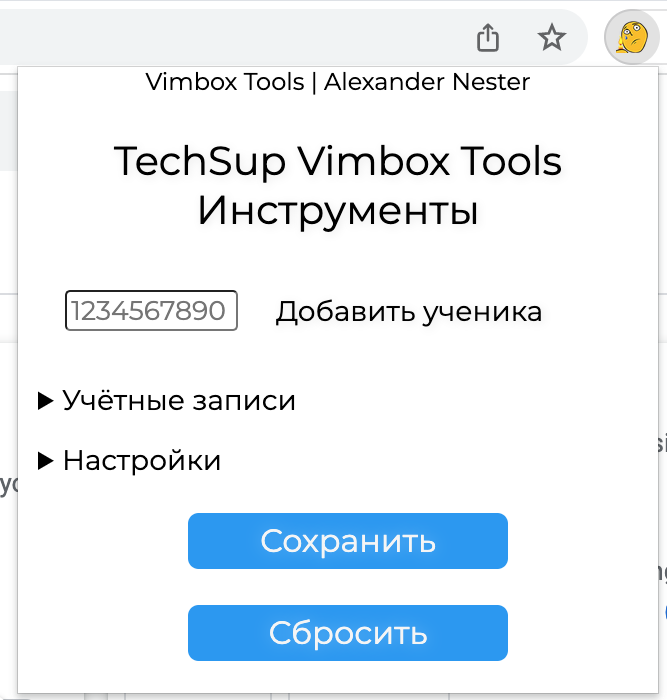 Vimbox Tools | Alexander Nester
TechSup Vimbox Tools
Инструменты
1234567890 Добавить ученика
Учётные записи
Настройки
Сохранить
Сбросить